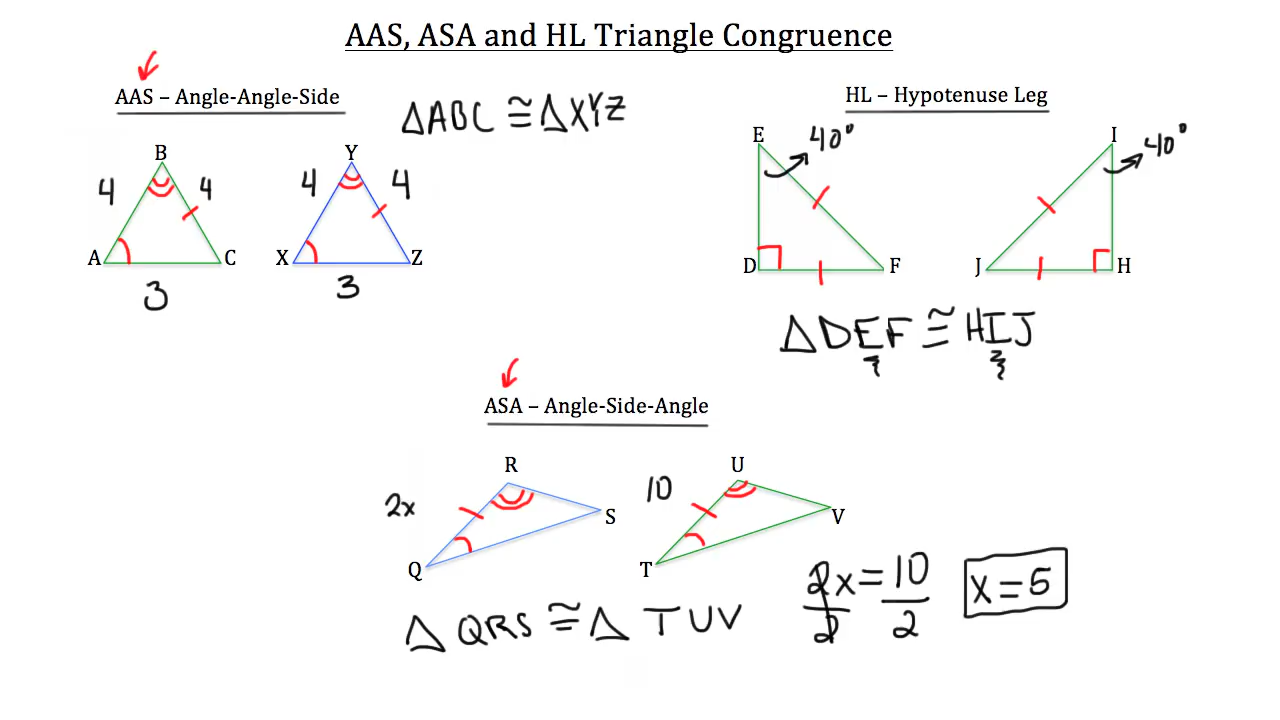 AAS, ASA and HL Triangle Congruence
AAS – Angle-Angle-Side
ΔABC ≅ ΔXYZ
B
4
4
A
C
3
Y
4
4
X
Z
3
HL – Hypotenuse Leg
E
40°
D
F
I
40°
J
H
ΔDEF ≅ HIJ
ASA – Angle-Side-Angle
R
2x
S
Q
U
10
V
T
ΔQRS ≅ Δ TUV
2x = 10
2 2
x = 5